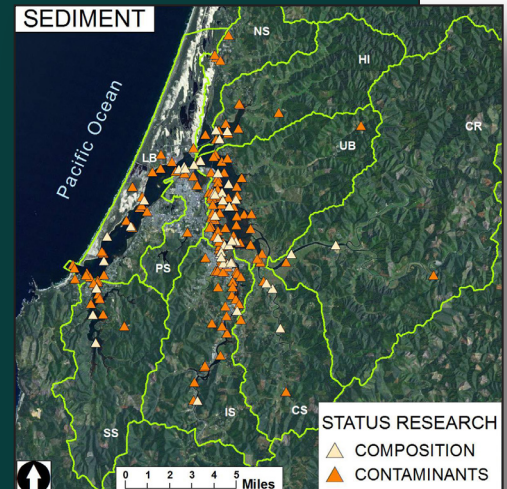 SEDIMENT
NS
HI
Pacific Ocean
CR
UB
LB
PS
SS
IS
CS
STATUS RESEARCH
COMPOSITION
CONTAMINANTS
0 1 2 3 4 5 Miles